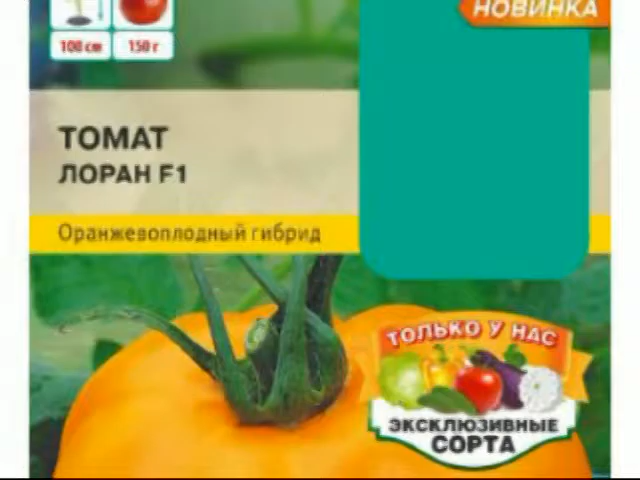 НОВИНКА
100 см
150 г
ТОМАТ
ЛОРАН F1
Оранжевоплодный гибрид
ТОЛЬКО У НАС
ЭКСКЛЮЗИВНЫЕ
СОРТА